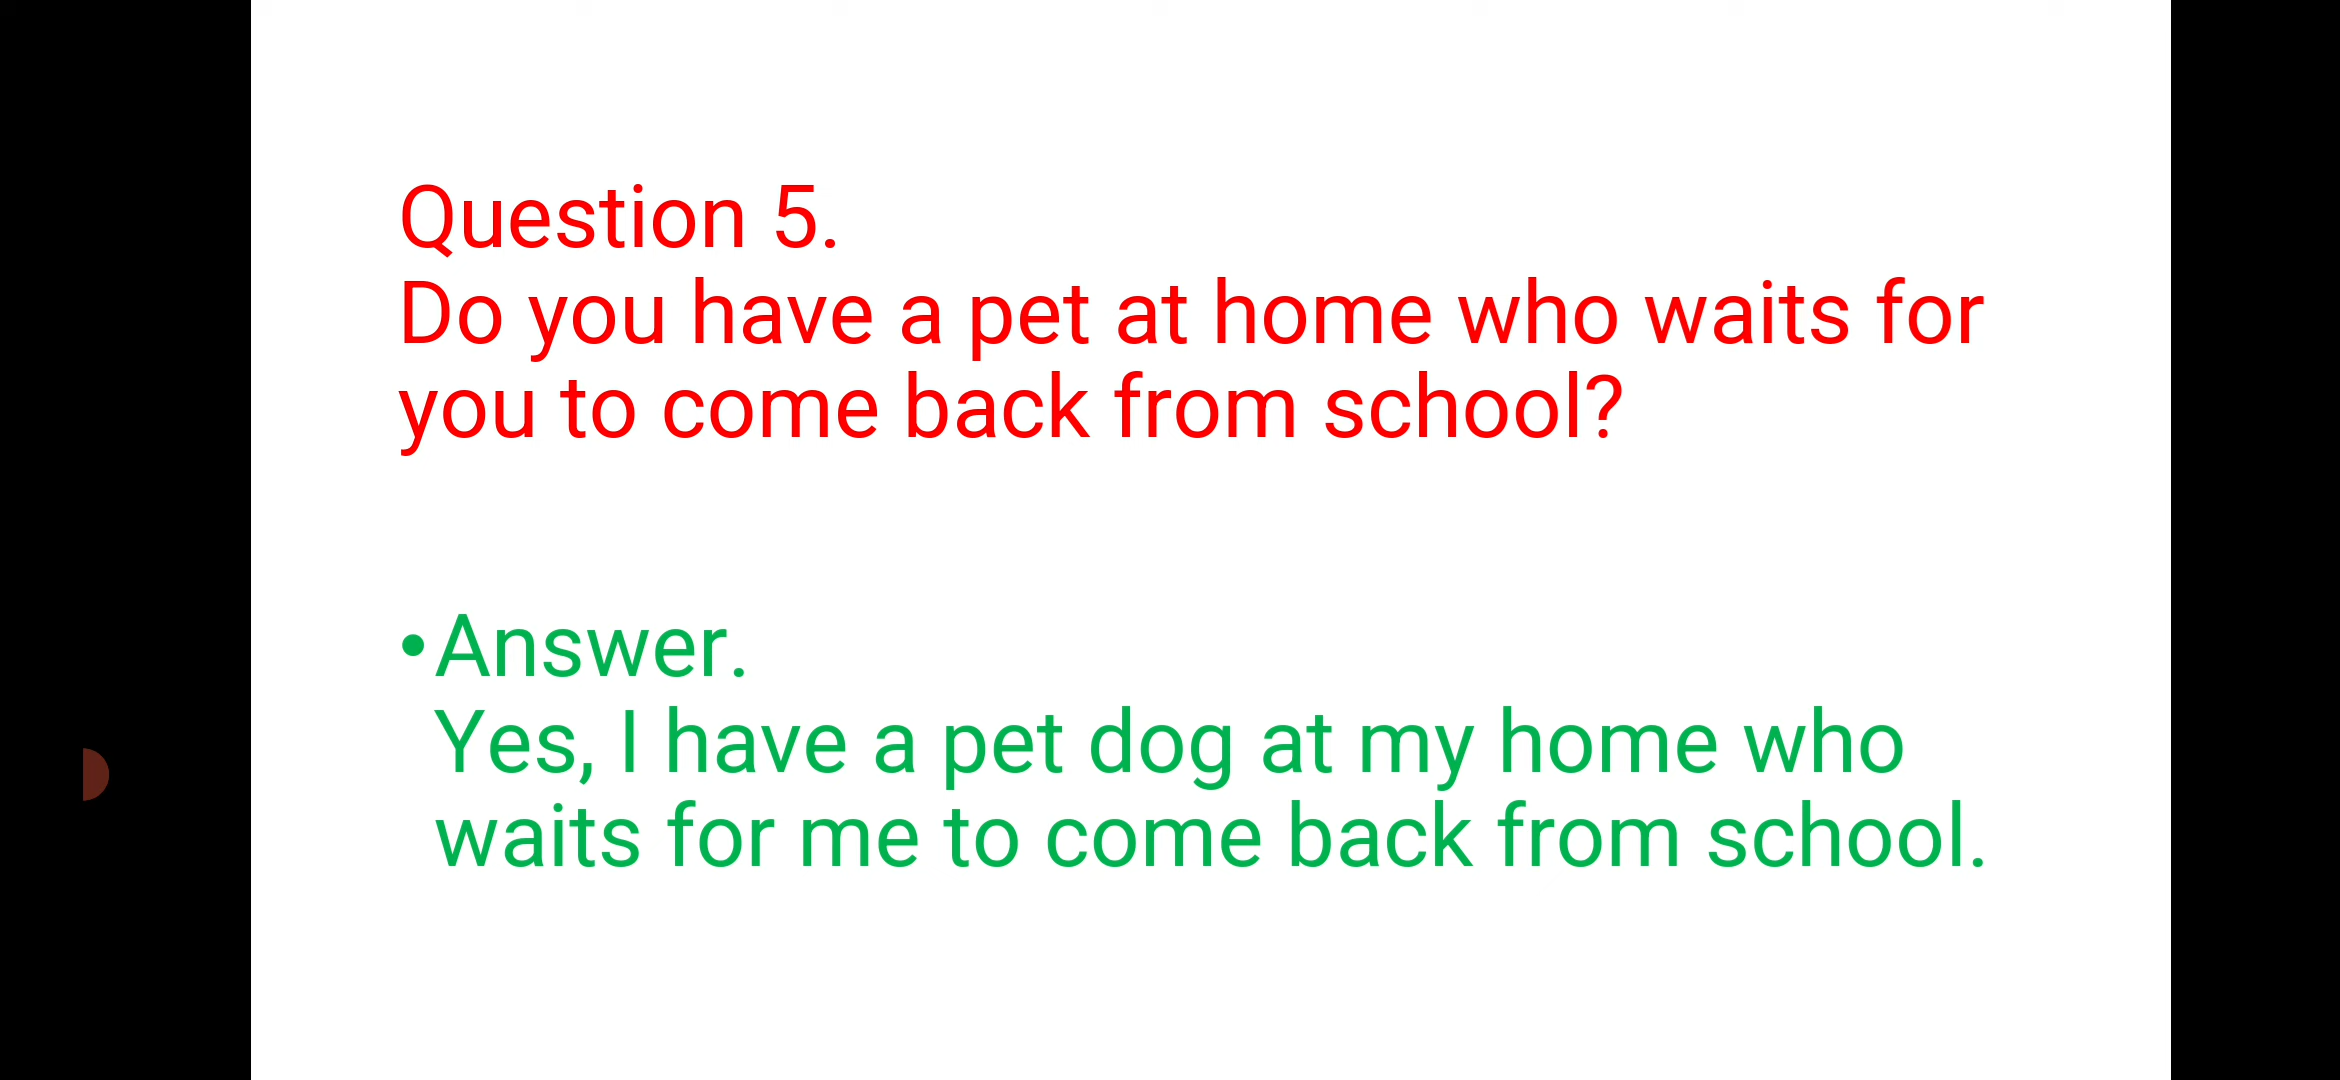 Question 5.
Do you have a pet at home who waits for
you to come back from school?
•Answer.
Yes, I have a pet dog at my home who
waits for me to come back from school.